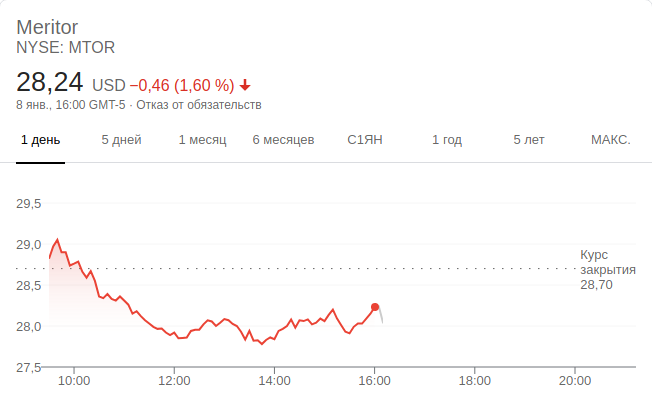 Meritor
NYSE: MTOR
28,24 USD −0,46 (1,60 %)
8 янв., 16:00 GMT-5 · Отказ от обязательств
1 день 5 дней 1 месяц 6 месяцев С1ЯН 1 год 5 лет МАКС.
29,5
29,0
28,5
28,0
27,5
Курс
закрытия
28,70
10:00 12:00 14:00 16:00 18:00 20:00